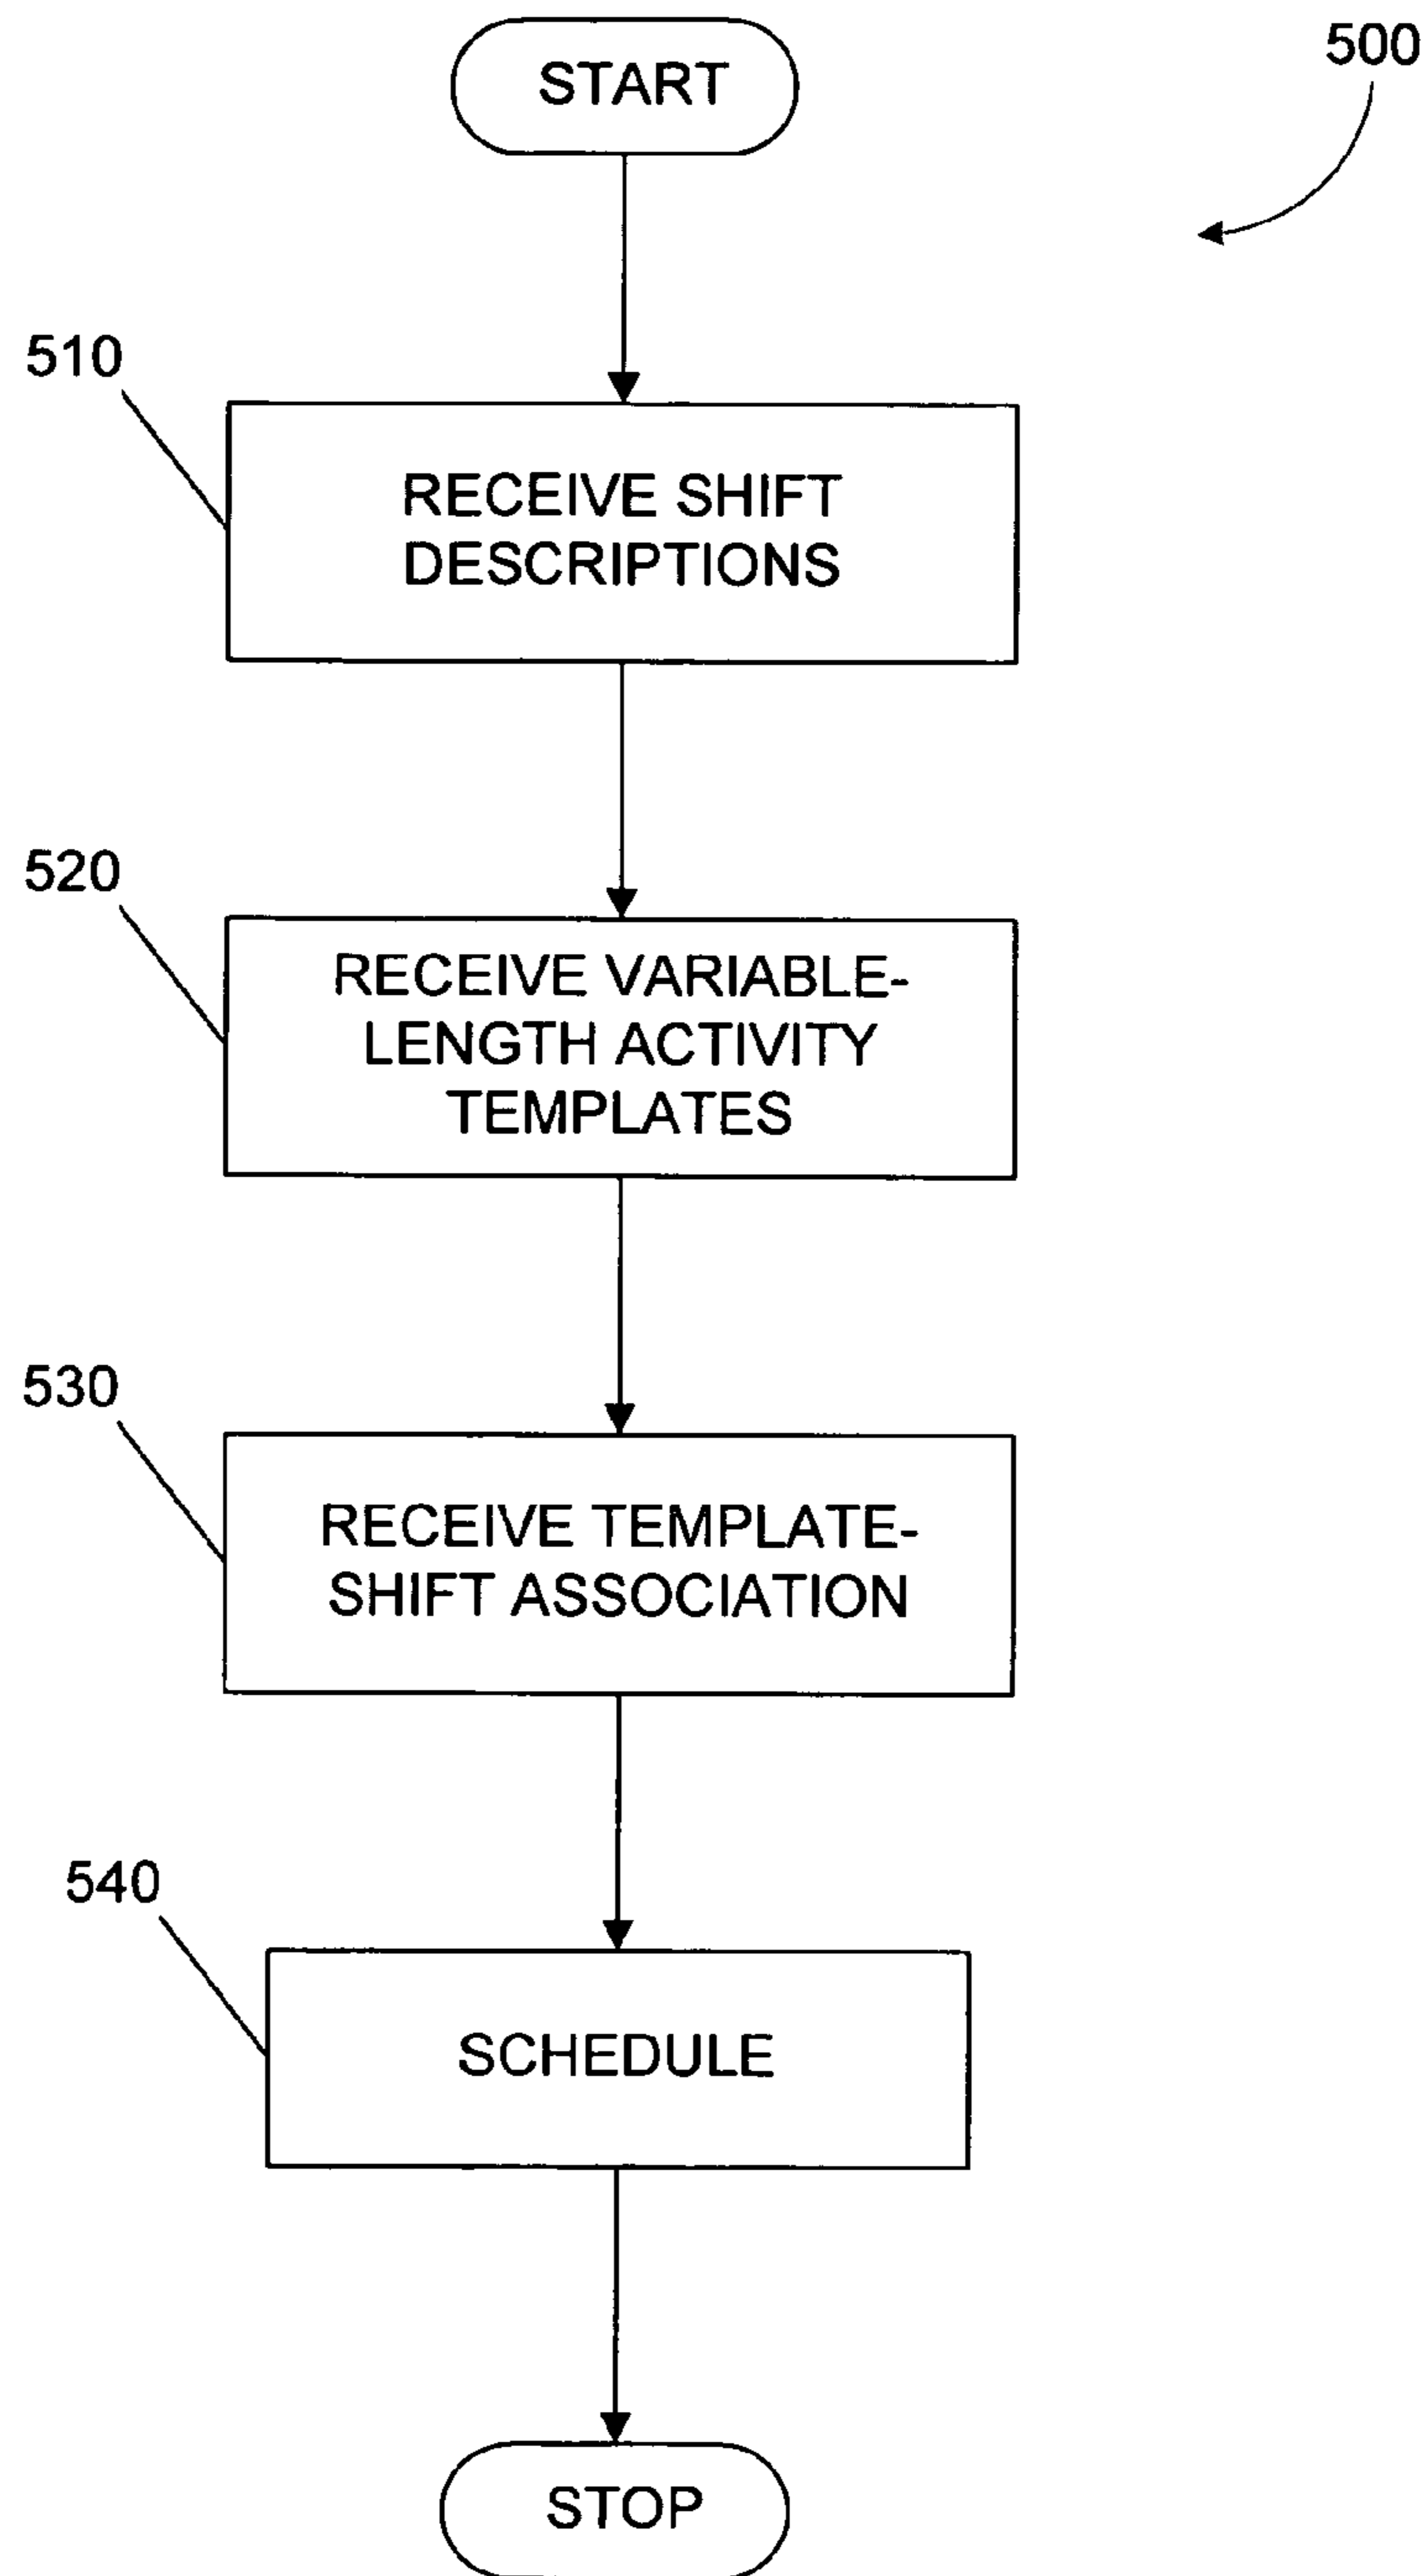 START
500
510
RECEIVE SHIFT
DESCRIPTIONS
520
RECEIVE VARIABLE-
LENGTH ACTIVITY
TEMPLATES
530
RECEIVE TEMPLATE-
SHIFT ASSOCIATION
540
SCHEDULE
STOP